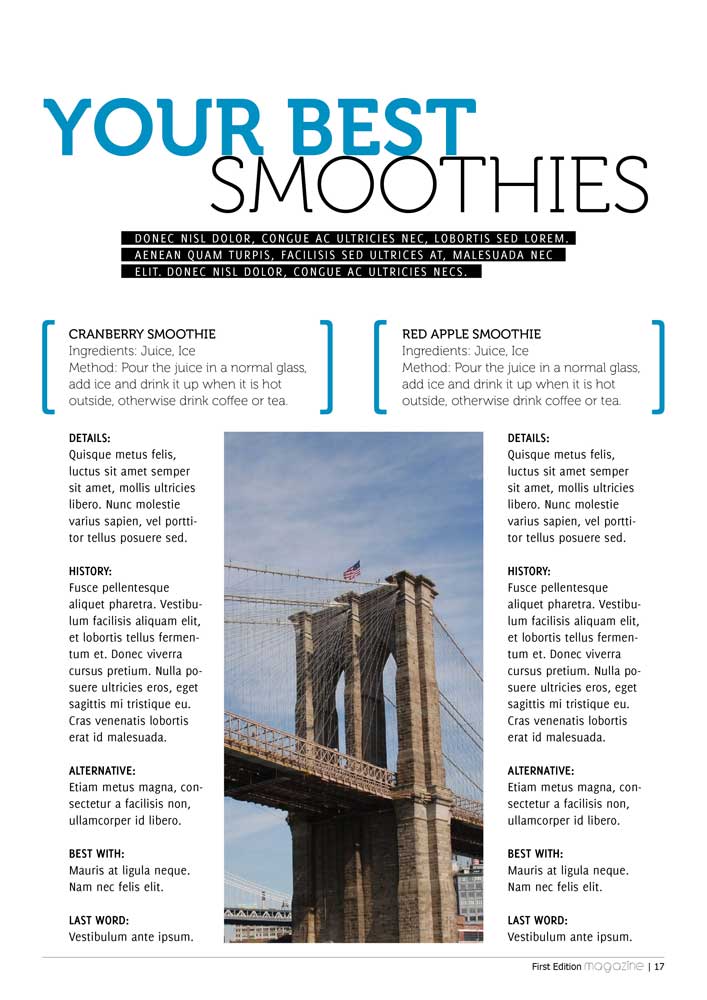 YOUR BEST
SMOOTHIES
DONEC NISL DOLOR, CONGUE AC ULTRICIES NEC, LOBORTIS SED LOREM.
AENEAN QUAM TURPIS, FACILISIS SED ULTRICES AT, MALESUADA NEC
ELIT. DONEC NISL DOLOR, CONGUE AC ULTRICIES NECS.
CRANBERRY SMOOTHIE
Ingredients: Juice, Ice
Method: Pour the juice in a normal glass,
add ice and drink it up when it is hot
outside, otherwise drink coffee or tea.
RED APPLE SMOOTHIE
Ingredients: Juice, Ice
Method: Pour the juice in a normal glass,
add ice and drink it up when it is hot
outside, otherwise drink coffee or tea.
DETAILS:
Quisque metus felis,
luctus sit amet semper
sit amet, mollis ultricies
libero. Nunc molestie
varius sapien, vel portti-
tor tellus posuere sed.
HISTORY:
Fusce pellentesque
aliquet pharetra. Vestibu-
lum facilisis aliquam elit,
et lobortis tellus fermen-
tum et. Donec viverra
cursus pretium. Nulla po-
suere ultricies eros, eget
sagittis mi tristique eu.
Cras venenatis lobortis
erat id malesuada.
ALTERNATIVE:
Etiam metus magna, con-
sectetur a facilisis non,
ullamcorper id libero.
BEST WITH:
Mauris at ligula neque.
Nam nec felis elit.
LAST WORD:
Vestibulum ante ipsum.
DETAILS:
Quisque metus felis,
luctus sit amet semper
sit amet, mollis ultricies
libero. Nunc molestie
varius sapien, vel portti-
tor tellus posuere sed.
HISTORY:
Fusce pellentesque
aliquet pharetra. Vestibu-
lum facilisis aliquam elit,
et lobortis tellus fermen-
tum et. Donec viverra
cursus pretium. Nulla po-
suere ultricies eros, eget
sagittis mi tristique eu.
Cras venenatis lobortis
erat id malesuada.
ALTERNATIVE:
Etiam metus magna, con-
sectetur a facilisis non,
ullamcorper id libero.
BEST WITH:
Mauris at ligula neque.
Nam nec felis elit.
LAST WORD:
Vestibulum ante ipsum.
First Edition magazine | 17